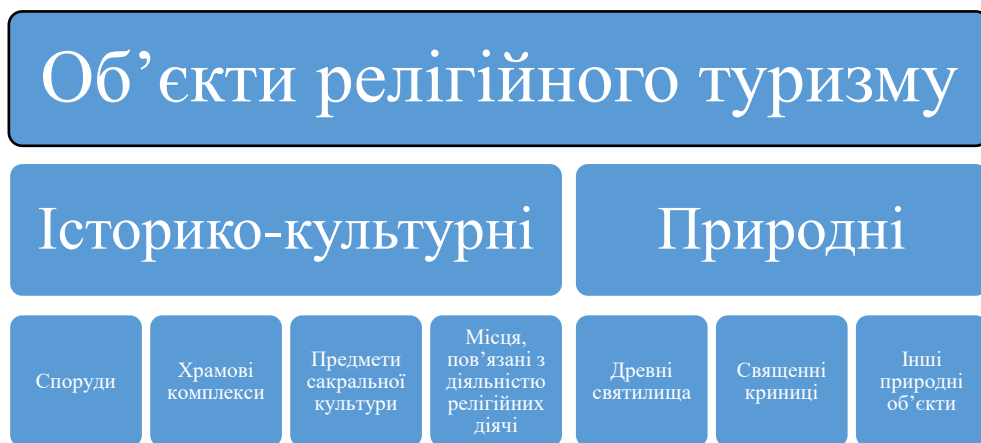 Об’єкти релігійного туризму
Історико-культурні
Природні
Споруди
Храмові
комплекси
Предмети
сакральної
культури
Місця,
пов’язані з
діяльністю
релігійних
діячі
Древні
святилища
Священні
криниці
Інші
природні
об’єкти